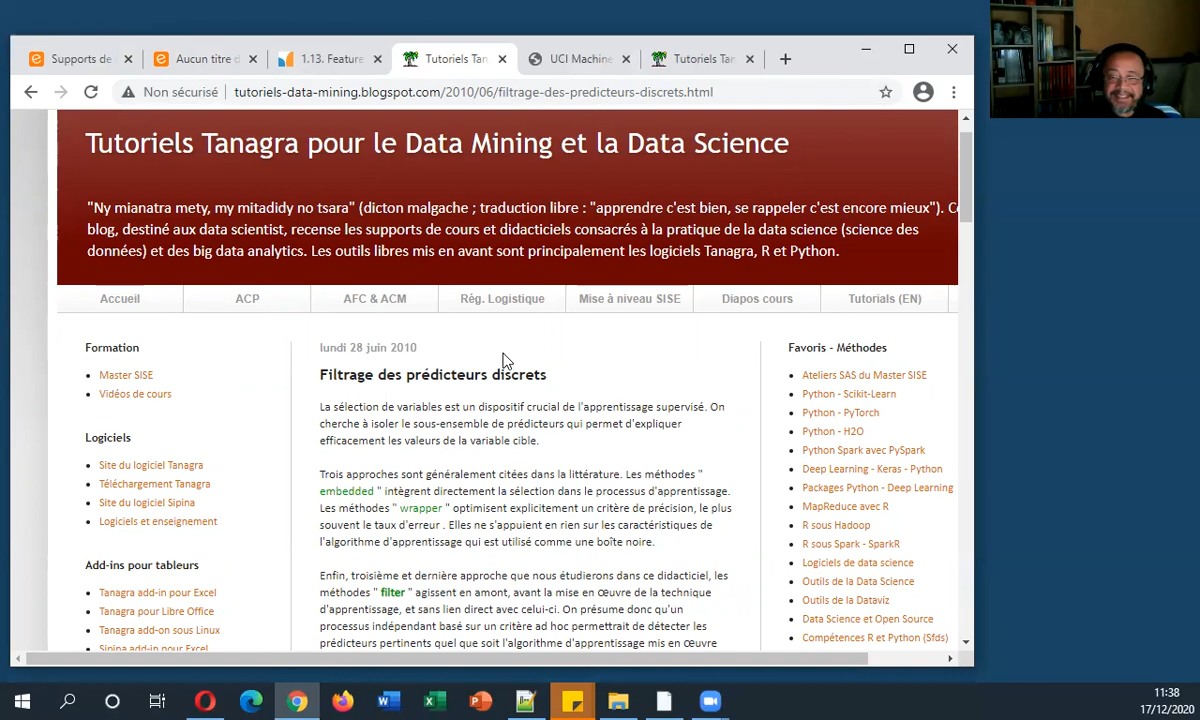 Supports de
Aucun titre d
1.13. Feature
Tutoriels Tan
UCI Machine
Tutoriels Tan
Non sécurisé
tutoriels-data-mining.blogspot.com/2010/06/filtrage-des-predicteurs-discrets.html
Tutoriels Tanagra pour le Data Mining et la Data Science
"Ny mianatra mety, my mitadidy no tsara" (dicton malgache ; traduction libre : "apprendre c'est bien, se rappeler c'est encore mieux"). Ce
blog, destiné aux data scientist, recense les supports de cours et didacticiels consacrés à la pratique de la data science (science des
données) et des big data analytics. Les outils libres mis en avant sont principalement les logiciels Tanagra, R et Python.
Accueil
ACP
AFC & ACM
Rég. Logistique
Mise à niveau SISE
Diapos cours
Tutorials (EN)
Formation
Master SISE
Vidéos de cours
Logiciels
Site du logiciel Tanagra
Téléchargement Tanagra
Site du logiciel Sipina
Logiciels et enseignement
Add-ins pour tableurs
Tanagra add-in pour Excel
Tanagra pour Libre Office
Tanagra add-on sous Linux
Sipina add-in pour Excel
lundi 28 juin 2010
Filtrage des prédicteurs discrets
La sélection de variables est un dispositif crucial de l'apprentissage supervisé. On
cherche à isoler le sous-ensemble de prédicteurs qui permet d'expliquer
efficacement les valeurs de la variable cible.
Trois approches sont généralement citées dans la littérature. Les méthodes "
embedded " intègrent directement la sélection dans le processus d'apprentissage.
Les méthodes " wrapper " optimisent explicitement un critère de précision, le plus
souvent le taux d'erreur . Elles ne s'appuient en rien sur les caractéristiques de
l'algorithme d'apprentissage qui est utilisé comme une boîte noire.
Enfin, troisième et dernière approche que nous étudierons dans ce didacticiel, les
méthodes " filter " agissent en amont, avant la mise en œuvre de la technique
d'apprentissage, et sans lien direct avec celui-ci. On présume donc qu'un
processus indépendant basé sur un critère ad hoc permettrait de détecter les
prédicteurs pertinents quel que soit l'algorithme d'apprentissage mis en œuvre
Favoris - Méthodes
Ateliers SAS du Master SISE
Python - Scikit-Learn
Python - PyTorch
Python - H2O
Python Spark avec PySpark
Deep Learning - Keras - Python
Packages Python - Deep Learning
MapReduce avec R
R sous Hadoop
R sous Spark - SparkR
Logiciels de data science
Outils de la Data Science
Outils de la Dataviz
Data Science et Open Source
Compétences R et Python (Sfds)
11:38
17/12/2020